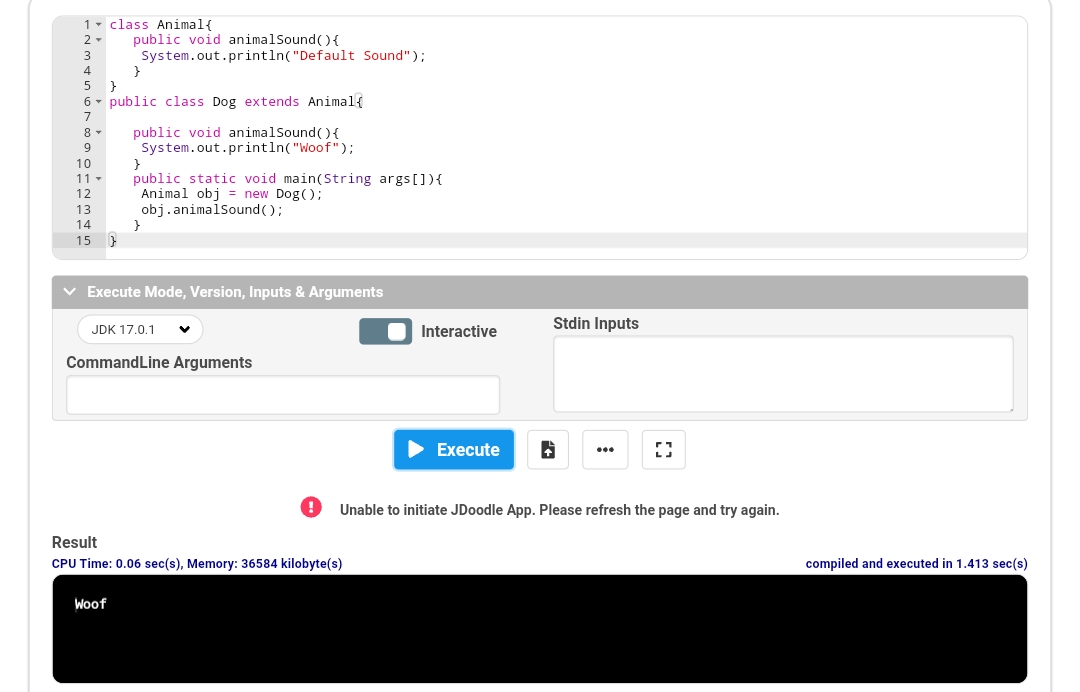 1 class Animal{
2 public void animalSound(){
3 System.out.println("Default Sound");
4 }
5 }
6 public class Dog extends Animal{
7
8 public void animalSound(){
9 System.out.println("Woof");
10 }
11 public static void main(String args[]){
12 Animal obj = new Dog();
13 obj.animalSound();
14 }
15 }
Execute Mode, Version, Inputs & Arguments
JDK 17.0.1
Interactive
Stdin Inputs
CommandLine Arguments
Execute
Unable to initiate JDoodle App. Please refresh the page and try again.
Result
CPU Time: 0.06 sec(s), Memory: 36584 kilobyte(s)
compiled and executed in 1.413 sec(s)
Woof